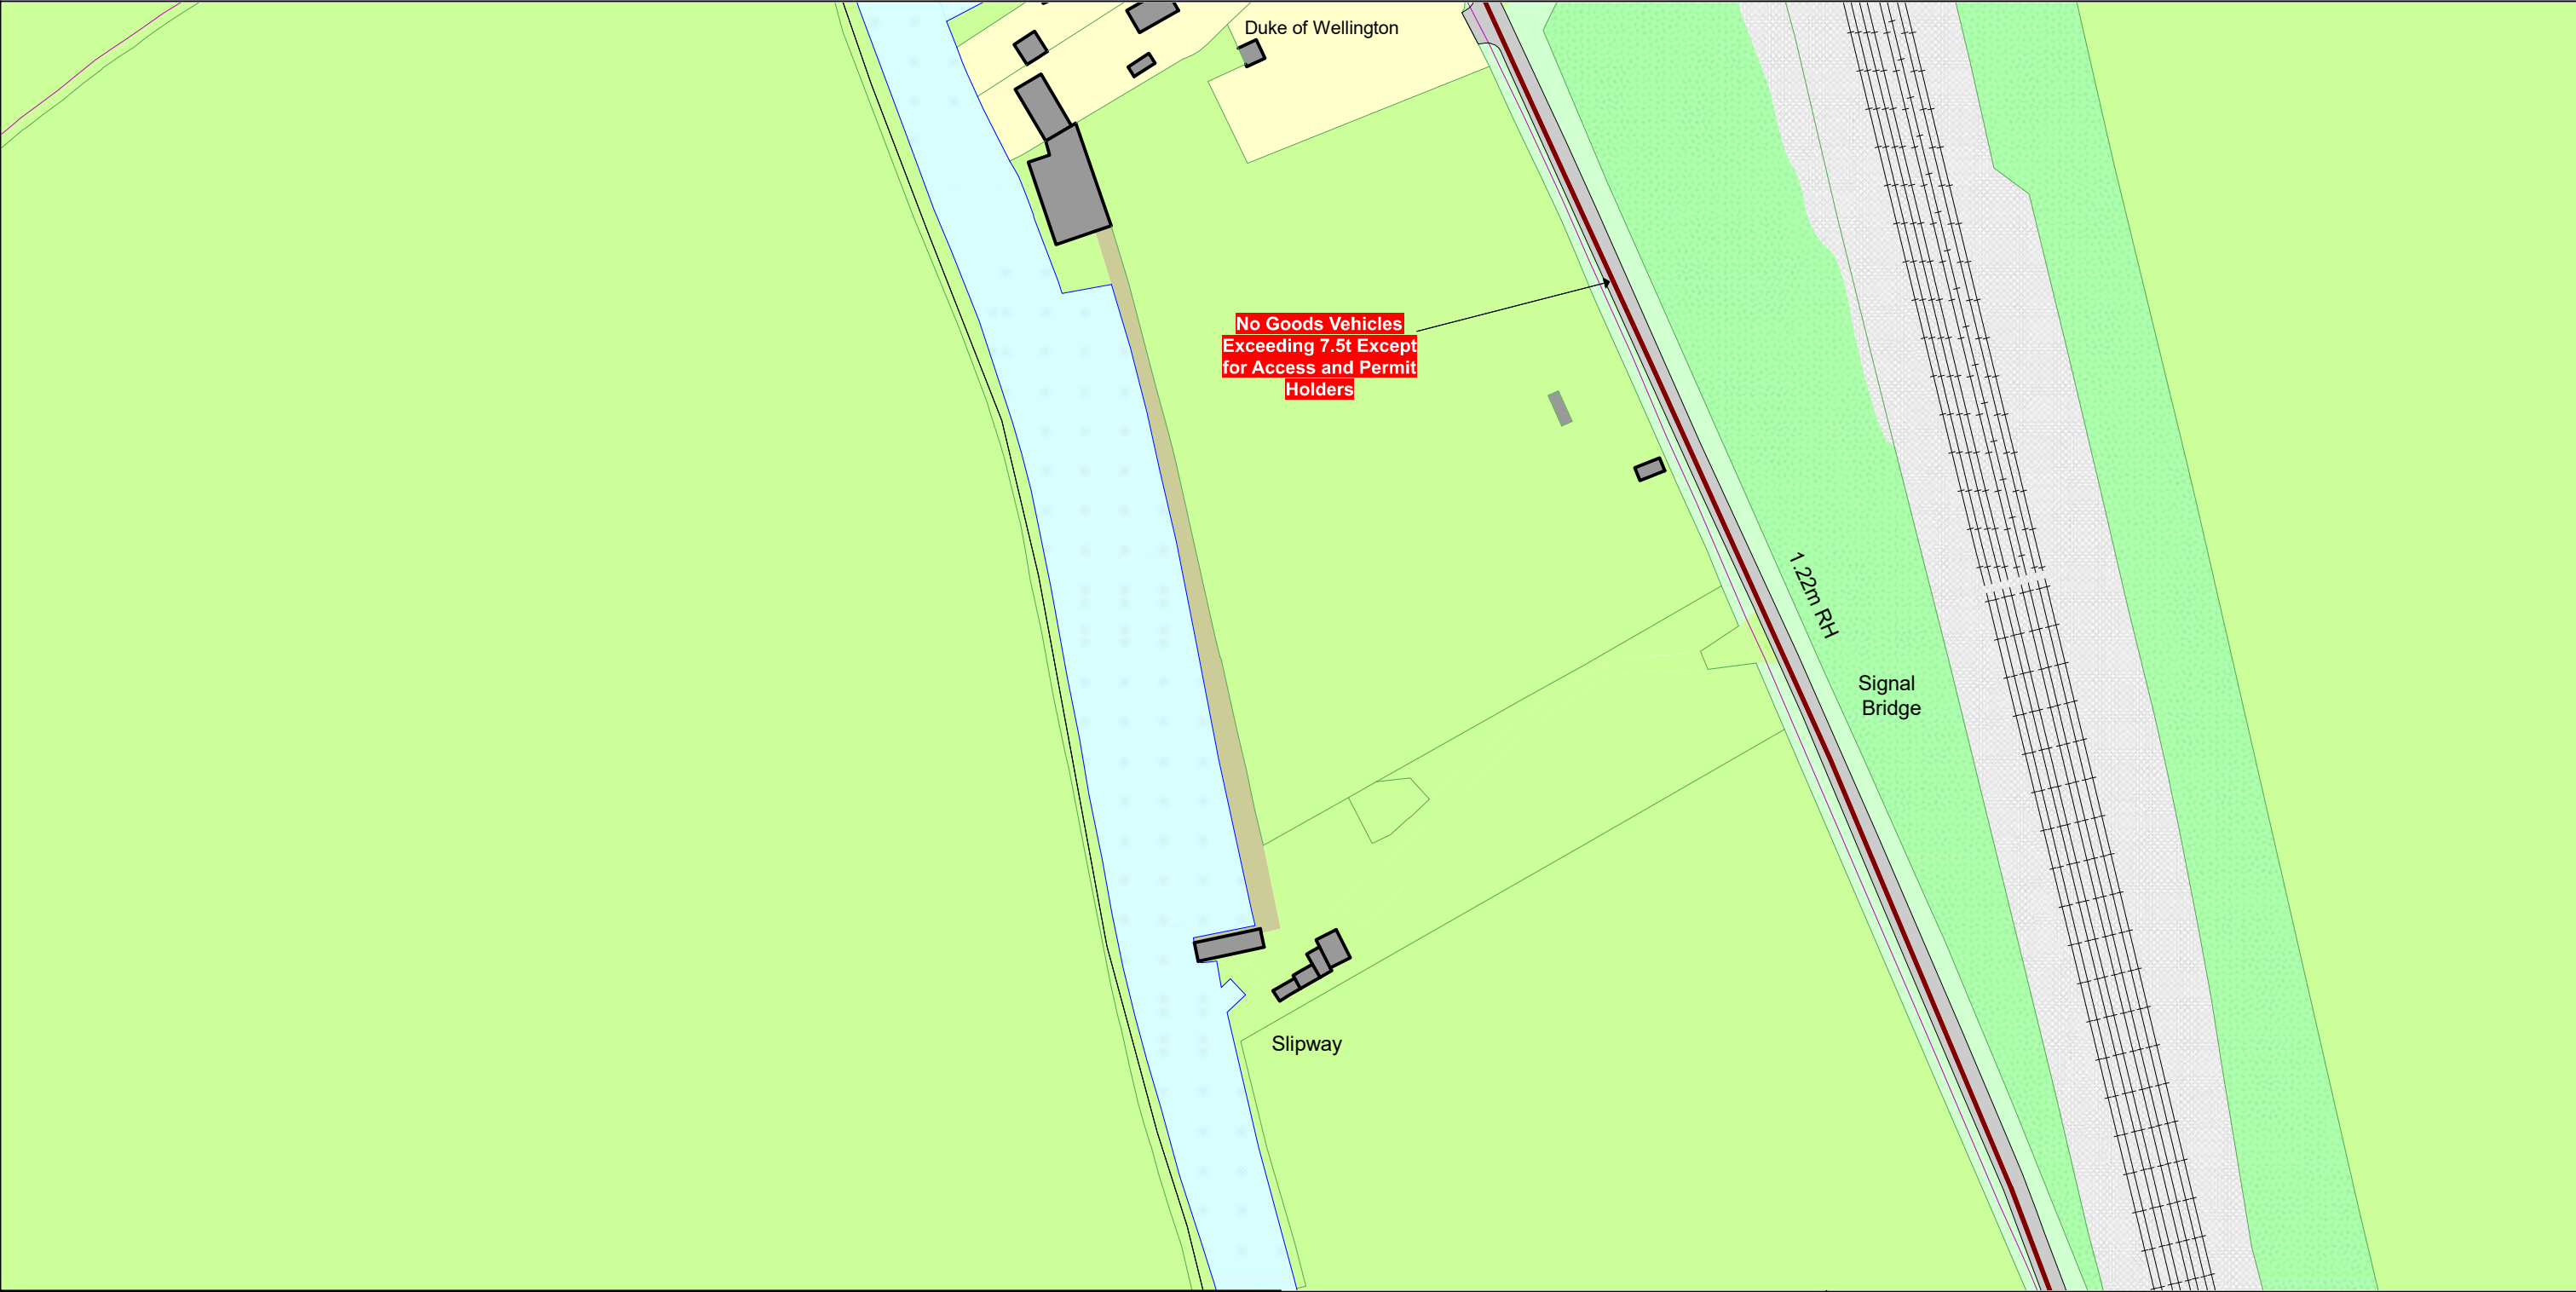 Duke of Wellington
No Goods Vehicles
Exceeding 7.5t Except
for Access and Permit
Holders
1.22m RH
Signal
Bridge
Slipway